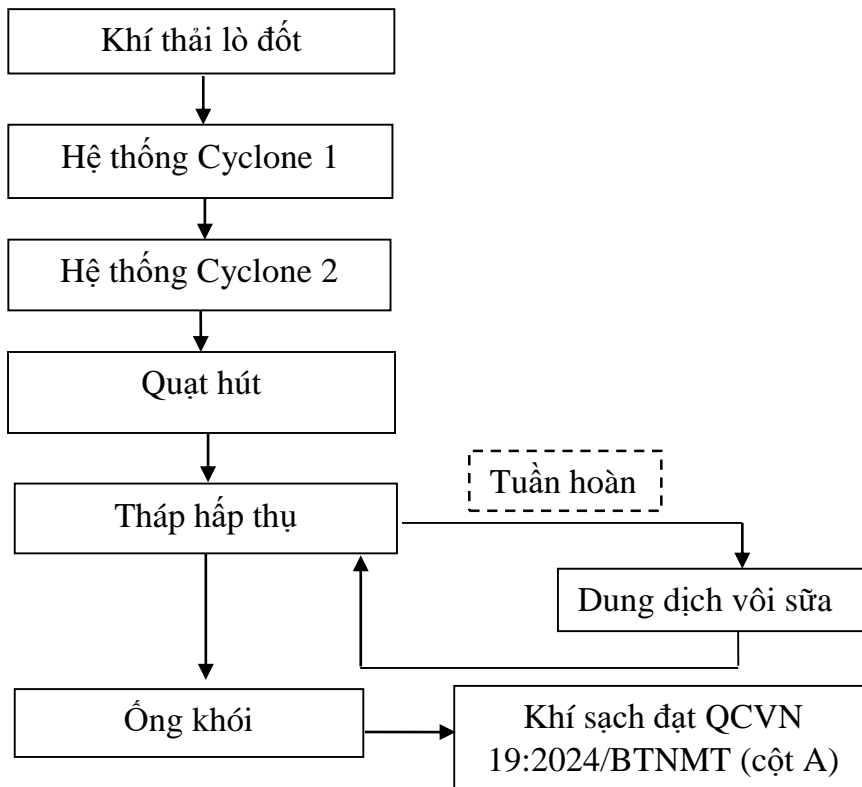 Khí thải lò đốt
Hệ thống Cyclone 1
Hệ thống Cyclone 2
Quạt hút
Tuần hoàn
Tháp hấp thụ
Dung dịch vôi sữa
Ống khói
Khí sạch đạt QCVN
19:2024/BTNMT (cột A)